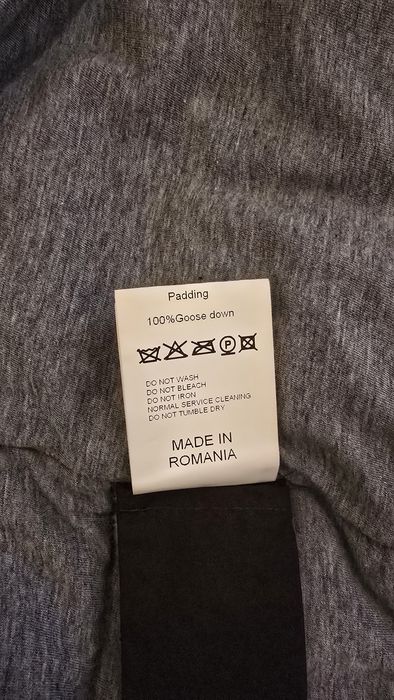 Padding
100%Goose down
P
DO NOT WASH
DO NOT BLEACH
DO NOT IRON
NORMAL SERVICE CLEANING
DO NOT TUMBLE DRY
MADE IN
ROMANIA